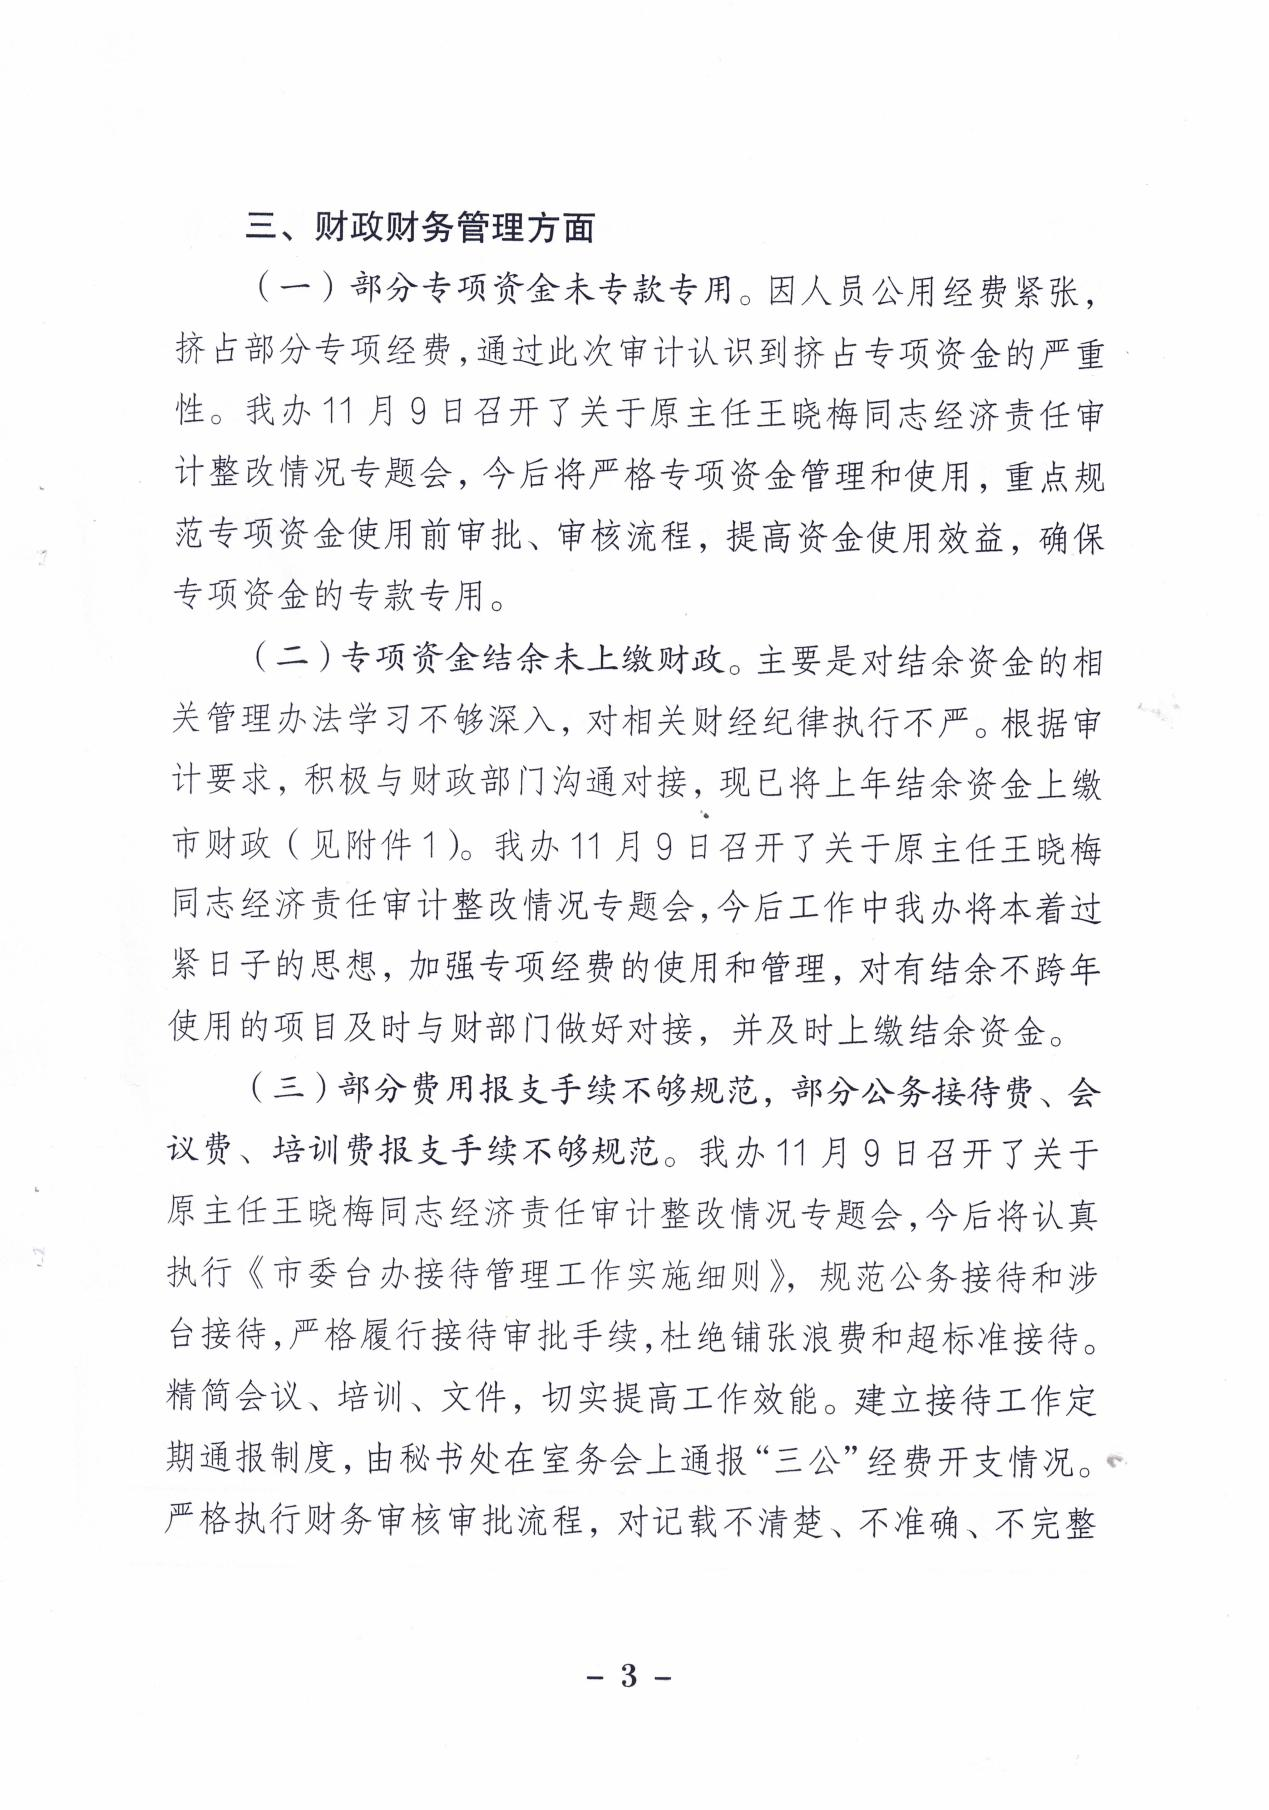 三、财政财务管理方面
（一）部分专项资金未专款专用。因人员公用经费紧张，
挤占部分专项经费，通过此次审计认识到挤占专项资金的严重
性。我办11月9日召开了关于原主任王晓梅同志经济责任审
计整改情况专题会，今后将严格专项资金管理和使用，重点规
范专项资金使用前审批、审核流程，提高资金使用效益，确保
专项资金的专款专用。
（二）专项资金结余未上缴财政。主要是对结余资金的相
关管理办法学习不够深入，对相关财经纪律执行不严。根据审
计要求，积极与财政部门沟通对接，现已将上年结余资金上缴
市财政（见附件1）。我办11月9日召开了关于原主任王晓梅
同志经济责任审计整改情况专题会，今后工作中我办将本着过
紧日子的思想，加强专项经费的使用和管理，对有结余不跨年
使用的项目及时与财部门做好对接，并及时上缴结余资金。
（三）部分费用报支手续不够规范，部分公务接待费、会
议费、培训费报支手续不够规范。我办11月9日召开了关于
原主任王晓梅同志经济责任审计整改情况专题会，今后将认真
执行《市委台办接待管理工作实施细则》，规范公务接待和涉
台接待，严格履行接待审批手续，杜绝铺张浪费和超标准接待。
精简会议、培训、文件，切实提高工作效能。建立接待工作定
期通报制度，由秘书处在室务会上通报“三公”经费开支情况。
严格执行财务审核审批流程，对记载不清楚、不准确、不完整
- 3 -